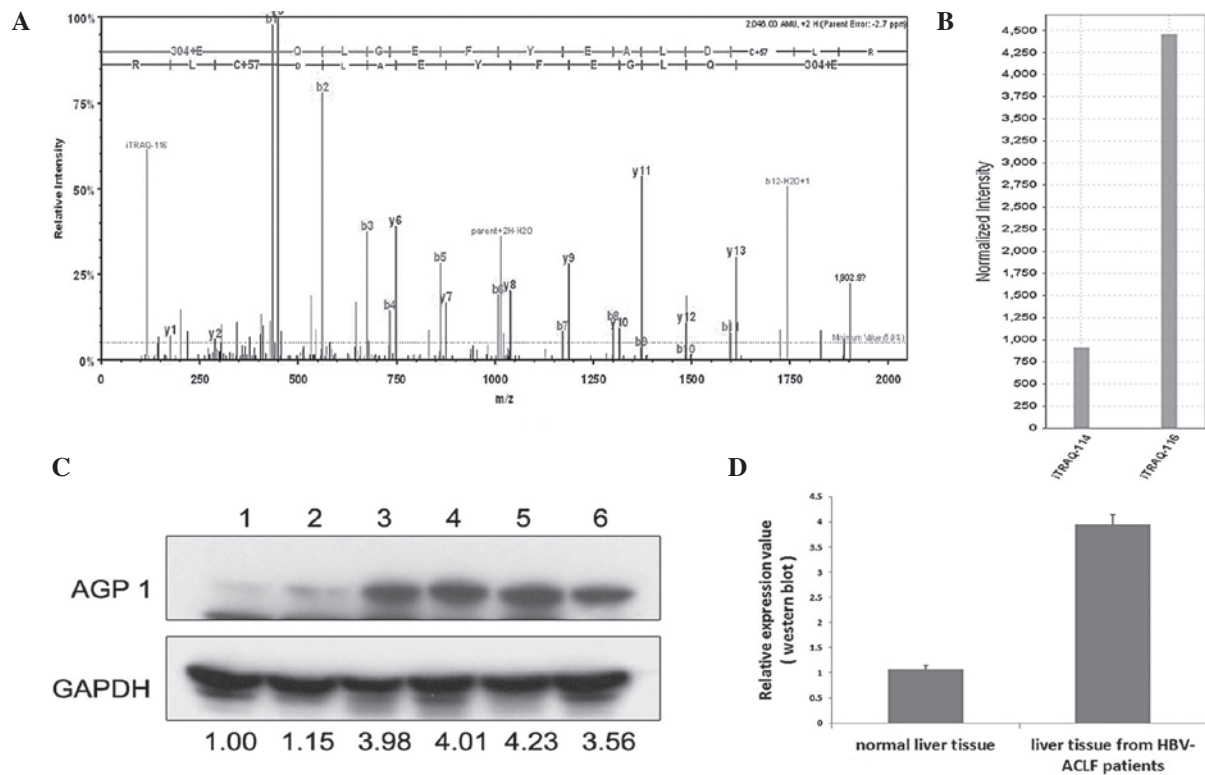 A
2,046.00 AMU, +2 H (Parent Error: -2.7 ppm)
304+E Q L G E F Y E A L D C+57 L R
R L C+57 D L A E Y F E G L Q 304+E
100%
75%
50%
25%
0%
Relative Intensity
b1
b2
iTRAQ-116
b3
y6
parent+2H-H2O
y11
b12-H2O+1
b5
y9
y13
1,902.9?
b4
y7
b6
y8
y1
y2
b7
b8
b9
y12
b10
0 250 500 750 1000 1250 1500 1750 2000
m/z
B
Normalized Intensity
4,500
4,250
4,000
3,750
3,500
3,250
3,000
2,750
2,500
2,250
2,000
1,750
1,500
1,250
1,000
750
500
250
0
iTRAQ-114
iTRAQ-116
C
1 2 3 4 5 6
AGP 1
GAPDH
1.00 1.15 3.98 4.01 4.23 3.56
D
Relative expression value
( western blot )
4.5
4
3.5
3
2.5
2
1.5
1
0.5
0
normal liver tissue
liver tissue from HBV-
ACLF patients